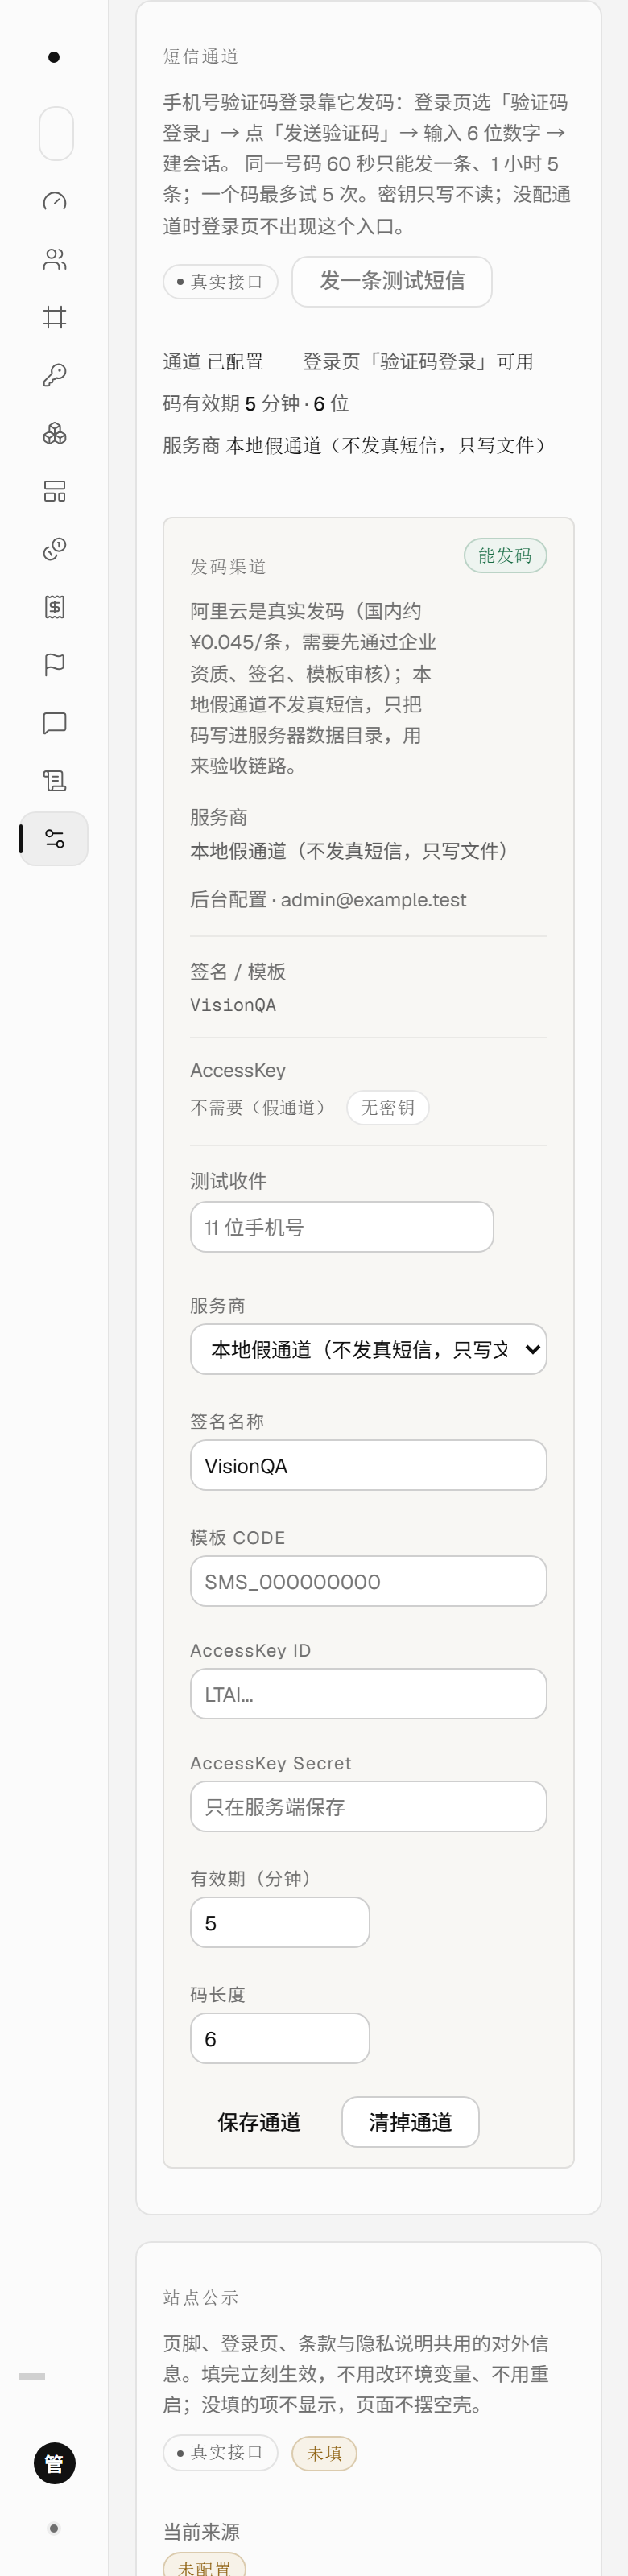 短信通道
手机号验证码登录靠它发码：登录页选「验证码
登录」→ 点「发送验证码」→ 输入 6 位数字 →
建会话。 同一号码 60 秒只能发一条、1 小时 5
条；一个码最多试 5 次。密钥只写不读；没配通
道时登录页不出现这个入口。
真实接口 发一条测试短信
通道 已配置 登录页「验证码登录」可用
码有效期 5 分钟 · 6 位
服务商 本地假通道（不发真短信，只写文件）
发码渠道 能发码
阿里云是真实发码（国内约
¥0.045/条，需要先通过企业
资质、签名、模板审核）；本
地假通道不发真短信，只把
码写进服务器数据目录，用
来验收链路。
服务商
本地假通道（不发真短信，只写文件）
后台配置 · admin@example.test
签名 / 模板
VisionQA
AccessKey
不需要（假通道） 无密钥
测试收件
11 位手机号
服务商
本地假通道（不发真短信，只写文
签名名称
VisionQA
模板 CODE
SMS_000000000
AccessKey ID
LTAI...
AccessKey Secret
只在服务端保存
有效期（分钟）
5
码长度
6
保存通道 清掉通道
站点公示
页脚、登录页、条款与隐私说明共用的对外信
息。填完立刻生效，不用改环境变量、不用重
启；没填的项不显示，页面不摆空壳。
真实接口 未填
管
当前来源
未配置